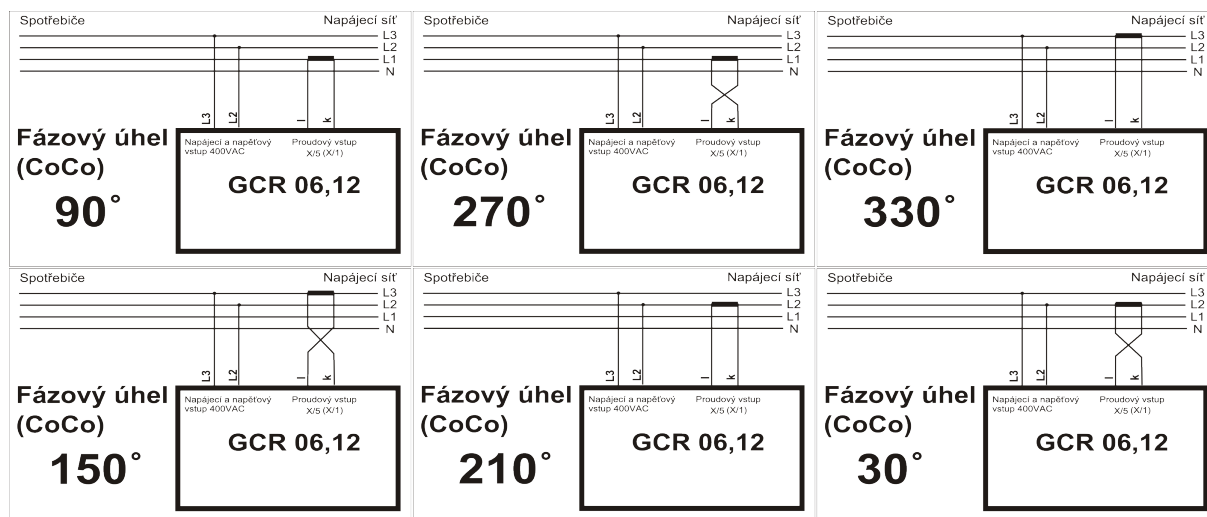 Spotřebiče Napájecí síť
L3
L2
L1
N
L3 L2 l k
Fázový úhel
(CoCo)
90°
Napájecí a napěťový
vstup 400VAC
Proudový vstup
X/5 (X/1)
GCR 06,12
Spotřebiče Napájecí síť
L3
L2
L1
N
L3 L2 l k
Fázový úhel
(CoCo)
270°
Napájecí a napěťový
vstup 400VAC
Proudový vstup
X/5 (X/1)
GCR 06,12
Spotřebiče Napájecí síť
L3
L2
L1
N
L3 L2 l k
Fázový úhel
(CoCo)
330°
Napájecí a napěťový
vstup 400VAC
Proudový vstup
X/5 (X/1)
GCR 06,12
Spotřebiče Napájecí síť
L3
L2
L1
N
L3 L2 l k
Fázový úhel
(CoCo)
150°
Napájecí a napěťový
vstup 400VAC
Proudový vstup
X/5 (X/1)
GCR 06,12
Spotřebiče Napájecí síť
L3
L2
L1
N
L3 L2 l k
Fázový úhel
(CoCo)
210°
Napájecí a napěťový
vstup 400VAC
Proudový vstup
X/5 (X/1)
GCR 06,12
Spotřebiče Napájecí síť
L3
L2
L1
N
L3 L2 l k
Fázový úhel
(CoCo)
30°
Napájecí a napěťový
vstup 400VAC
Proudový vstup
X/5 (X/1)
GCR 06,12